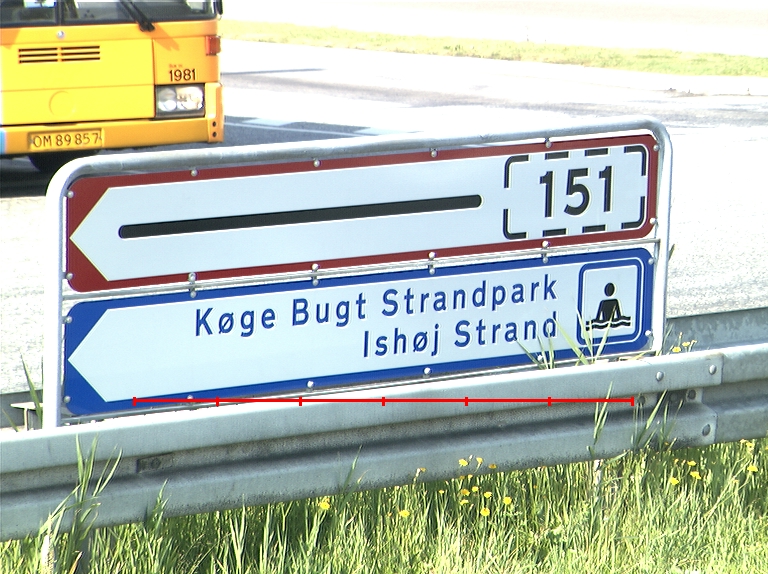 1981
OM 89 857
151
Køge Bugt Strandpark
Ishøj Strand